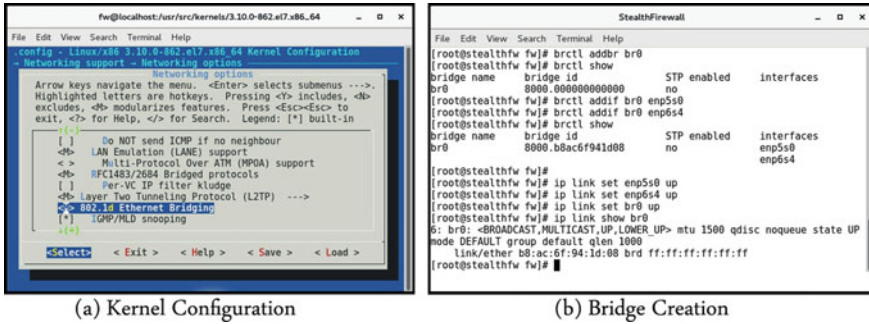 fw@localhost:/usr/src/kernels/3.10.0-862.el7.x86_64
File Edit View Search Terminal Help
.config - Linux/x86 3.10.0-862.el7.x86_64 Kernel Configuration
→ Networking support → Networking options
Networking options
Arrow keys navigate the menu. <Enter> selects submenus --->.
Highlighted letters are hotkeys. Pressing <Y> includes, <N>
excludes, <M> modularizes features. Press <Esc><Esc> to
exit, <?> for Help, </> for Search. Legend: [*] built-in
↑(-)
[ ] Do NOT send ICMP if no neighbour
<M> LAN Emulation (LANE) support
< > Multi-Protocol Over ATM (MPOA) support
<M> RFC1483/2684 Bridged protocols
[ ] Per-VC IP filter kludge
<M> Layer Two Tunneling Protocol (L2TP) --->
802.1d Ethernet Bridging
[*] IGMP/MLD snooping
↓(+)
<Select> < Exit > < Help > < Save > < Load >
(a) Kernel Configuration
StealthFirewall
File Edit View Search Terminal Help
[root@stealthfw fw]# brctl addbr br0
[root@stealthfw fw]# brctl show
bridge name bridge id STP enabled interfaces
br0 8000.000000000000 no
[root@stealthfw fw]# brctl addif br0 enp5s0
[root@stealthfw fw]# brctl addif br0 enp6s4
[root@stealthfw fw]# brctl show
bridge name bridge id STP enabled interfaces
br0 8000.b8ac6f941d08 no enp5s0
enp6s4
[root@stealthfw fw]#
[root@stealthfw fw]# ip link set enp5s0 up
[root@stealthfw fw]# ip link set enp6s4 up
[root@stealthfw fw]# ip link set br0 up
[root@stealthfw fw]# ip link show br0
6: br0: <BROADCAST,MULTICAST,UP,LOWER_UP> mtu 1500 qdisc noqueue state UP
mode DEFAULT group default qlen 1000
link/ether b8:ac:6f:94:1d:08 brd ff:ff:ff:ff:ff:ff
[root@stealthfw fw]#
(b) Bridge Creation